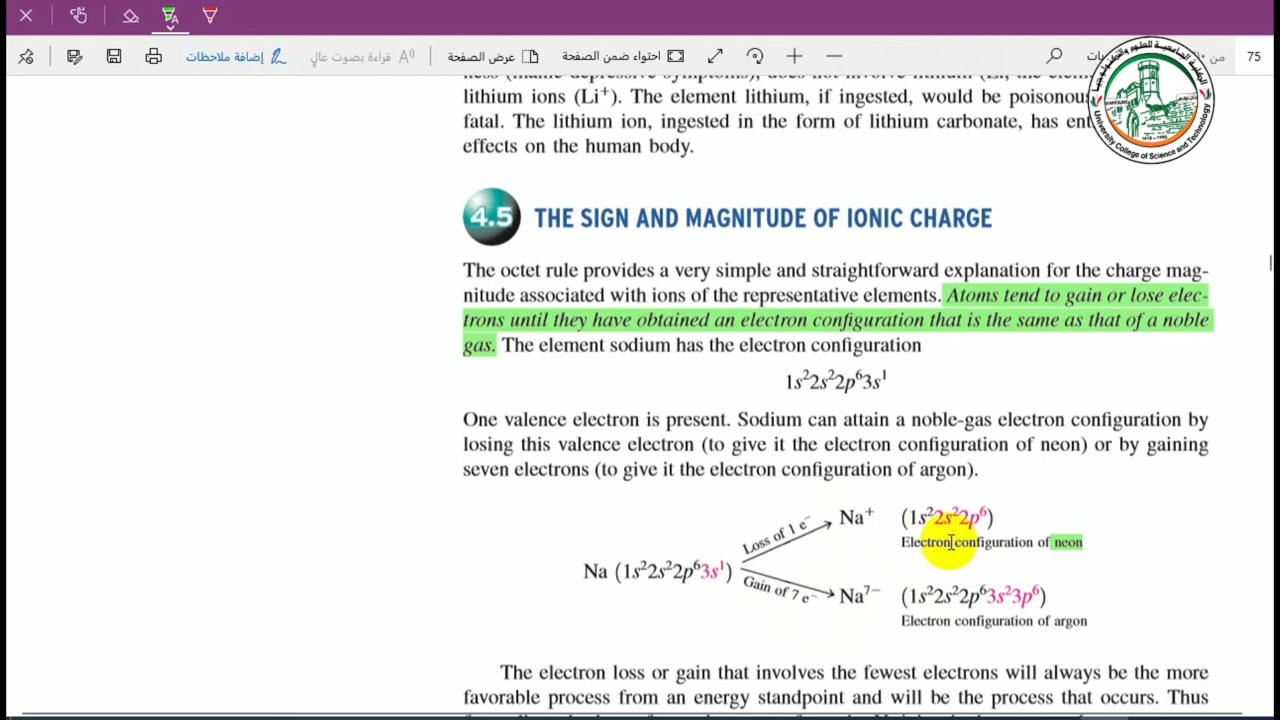 إضافة ملاحظات
قراءة بصوت عالٍ
عرض الصفحة
احتواء ضمن الصفحة
من
75
lithium ions (Li⁺). The element lithium, if ingested, would be poisonous
fatal. The lithium ion, ingested in the form of lithium carbonate, has ent
effects on the human body.
University College of Science and Technology
4.5 THE SIGN AND MAGNITUDE OF IONIC CHARGE
The octet rule provides a very simple and straightforward explanation for the charge mag-
nitude associated with ions of the representative elements. Atoms tend to gain or lose elec-
trons until they have obtained an electron configuration that is the same as that of a noble
gas. The element sodium has the electron configuration
1s²2s²2p⁶3s¹
One valence electron is present. Sodium can attain a noble-gas electron configuration by
losing this valence electron (to give it the electron configuration of neon) or by gaining
seven electrons (to give it the electron configuration of argon).
Loss of 1 e⁻
Na⁺ (1s²2s²2p⁶)
Electron configuration of neon
Na (1s²2s²2p⁶3s¹)
Gain of 7 e⁻
Na⁷⁻ (1s²2s²2p⁶3s²3p⁶)
Electron configuration of argon
The electron loss or gain that involves the fewest electrons will always be the more
favorable process from an energy standpoint and will be the process that occurs. Thus